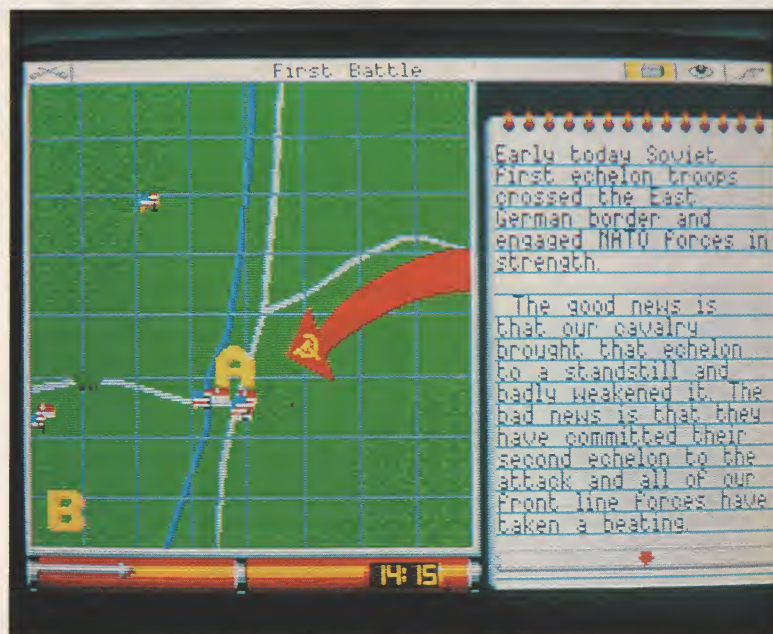 First Battle
Early today Soviet
first echelon troops
crossed the East
German border and
engaged NATO forces in
strength.
The good news is
that our cavalry
brought that echelon
to a standstill and
badly weakened it. The
bad news is that they
have committed their
second echelon to the
attack and all of our
front line forces have
taken a beating.
A
B
14:15